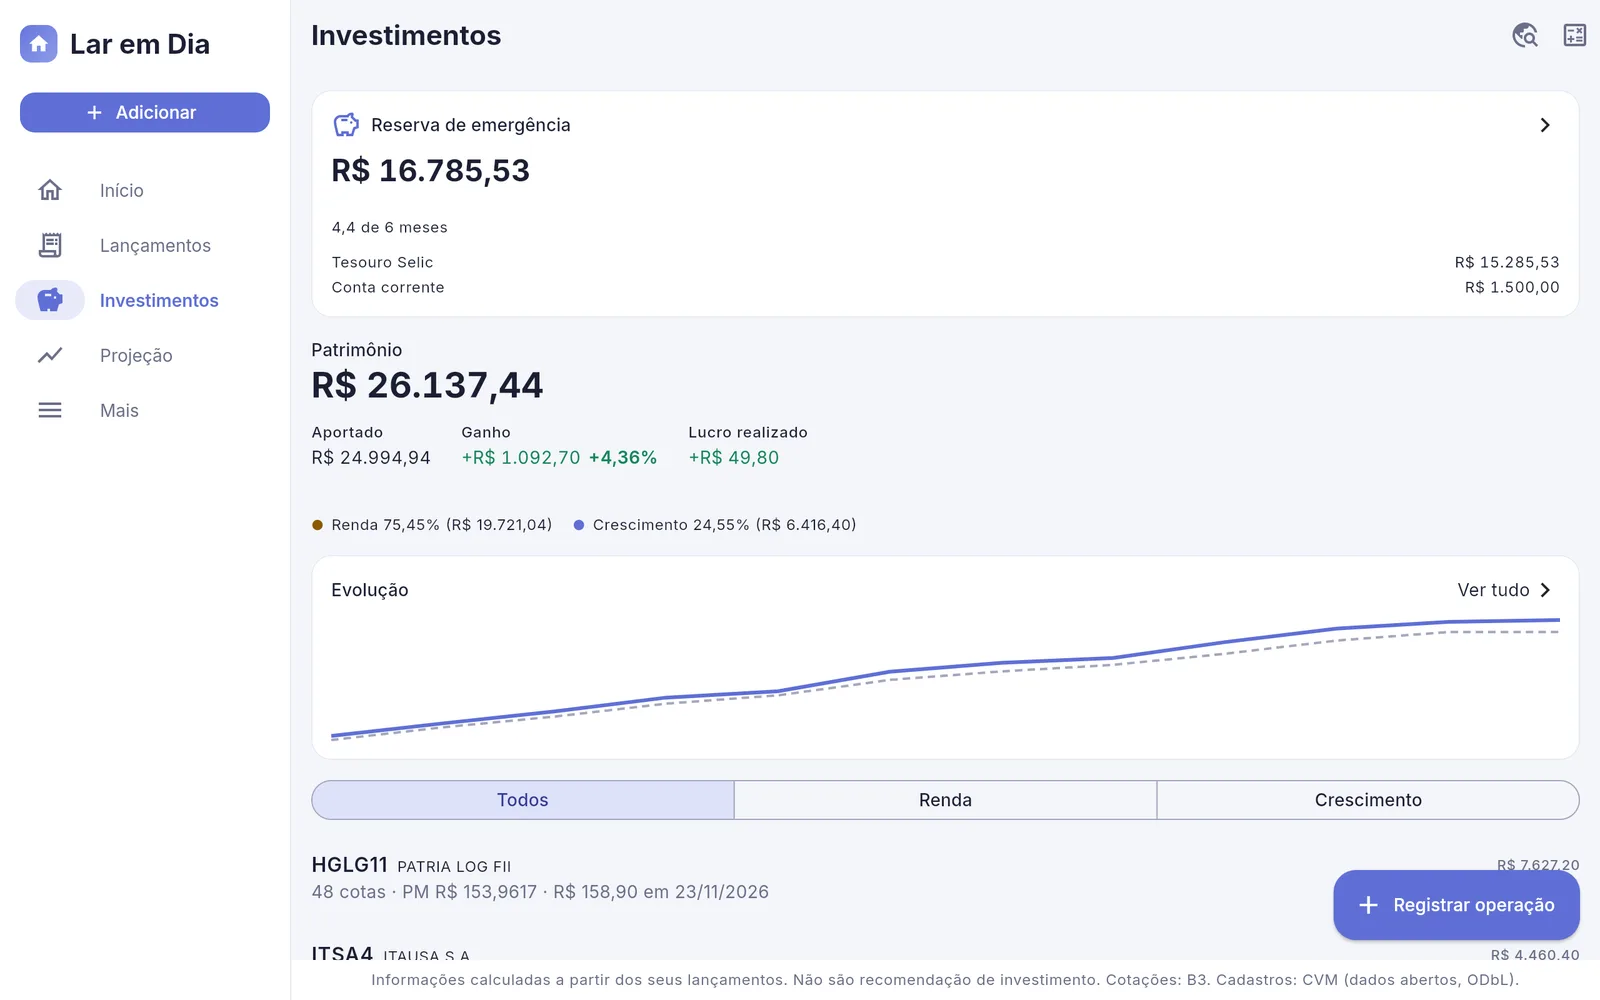 Lar em Dia
+ Adicionar
Início
Lançamentos
Investimentos
Projeção
Mais
Investimentos
Reserva de emergência
R$ 16.785,53
4,4 de 6 meses
Tesouro Selic R$ 15.285,53
Conta corrente R$ 1.500,00
Patrimônio
R$ 26.137,44
Aportado Ganho Lucro realizado
R$ 24.994,94 +R$ 1.092,70 +4,36% +R$ 49,80
Renda 75,45% (R$ 19.721,04) Crescimento 24,55% (R$ 6.416,40)
Evolução Ver tudo
Todos Renda Crescimento
HGLG11 PATRIA LOG FII R$ 7.627,20
48 cotas · PM R$ 153,9617 · R$ 158,90 em 23/11/2026
+ Registrar operação
ITSA4 ITAUSA S.A. R$ 4.460,40
Informações calculadas a partir dos seus lançamentos. Não são recomendação de investimento. Cotações: B3. Cadastros: CVM (dados abertos, ODbL).